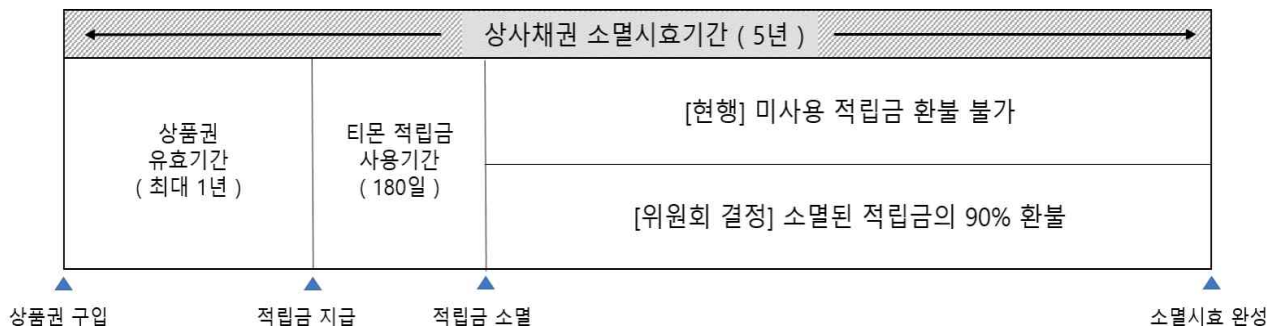 상사채권 소멸시효기간 ( 5년 )
상품권
유효기간
( 최대 1년 )
티몬 적립금
사용기간
( 180일 )
[현행] 미사용 적립금 환불 불가
[위원회 결정] 소멸된 적립금의 90% 환불
상품권 구입
적립금 지급
적립금 소멸
소멸시효 완성